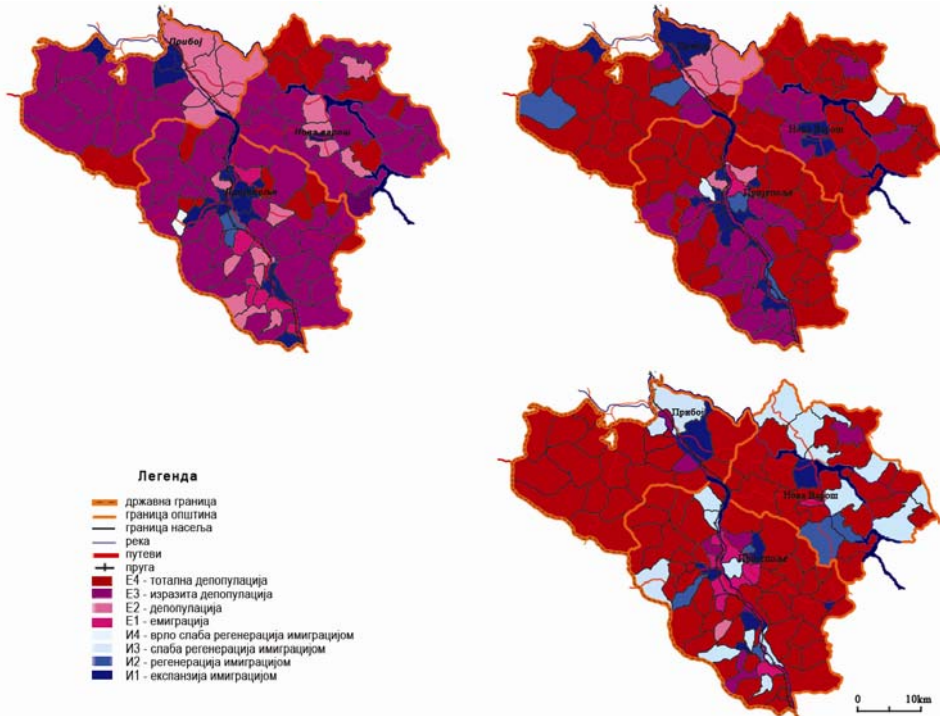 Прибој
Нова варош
Пријепоље
Прибој
Нова варош
Пријепоље
Прибој
Нова Варош
Пријепоље
Легенда
државна граница
граница општина
граница насеља
река
путеви
пруга
Е4 - тотална депопулација
Е3 - изразита депопулација
Е2 - депопулација
Е1 - емиграција
И4 - врло слаба регенерација имиграцијом
И3 - слаба регенерација имиграцијом
И2 - регенерација имиграцијом
И1 - експанзија имиграцијом
0 10km